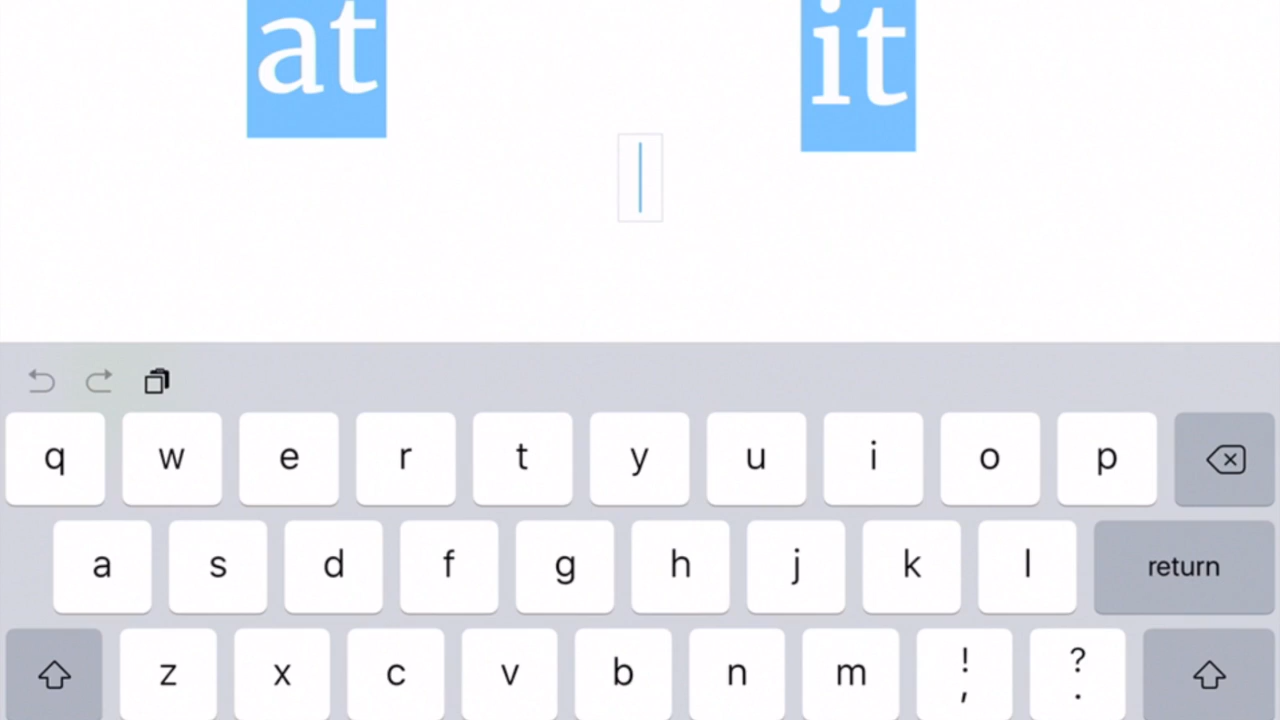 at it
q w e r t y u i o p
a s d f g h j k l return
z x c v b n m ! , ? .